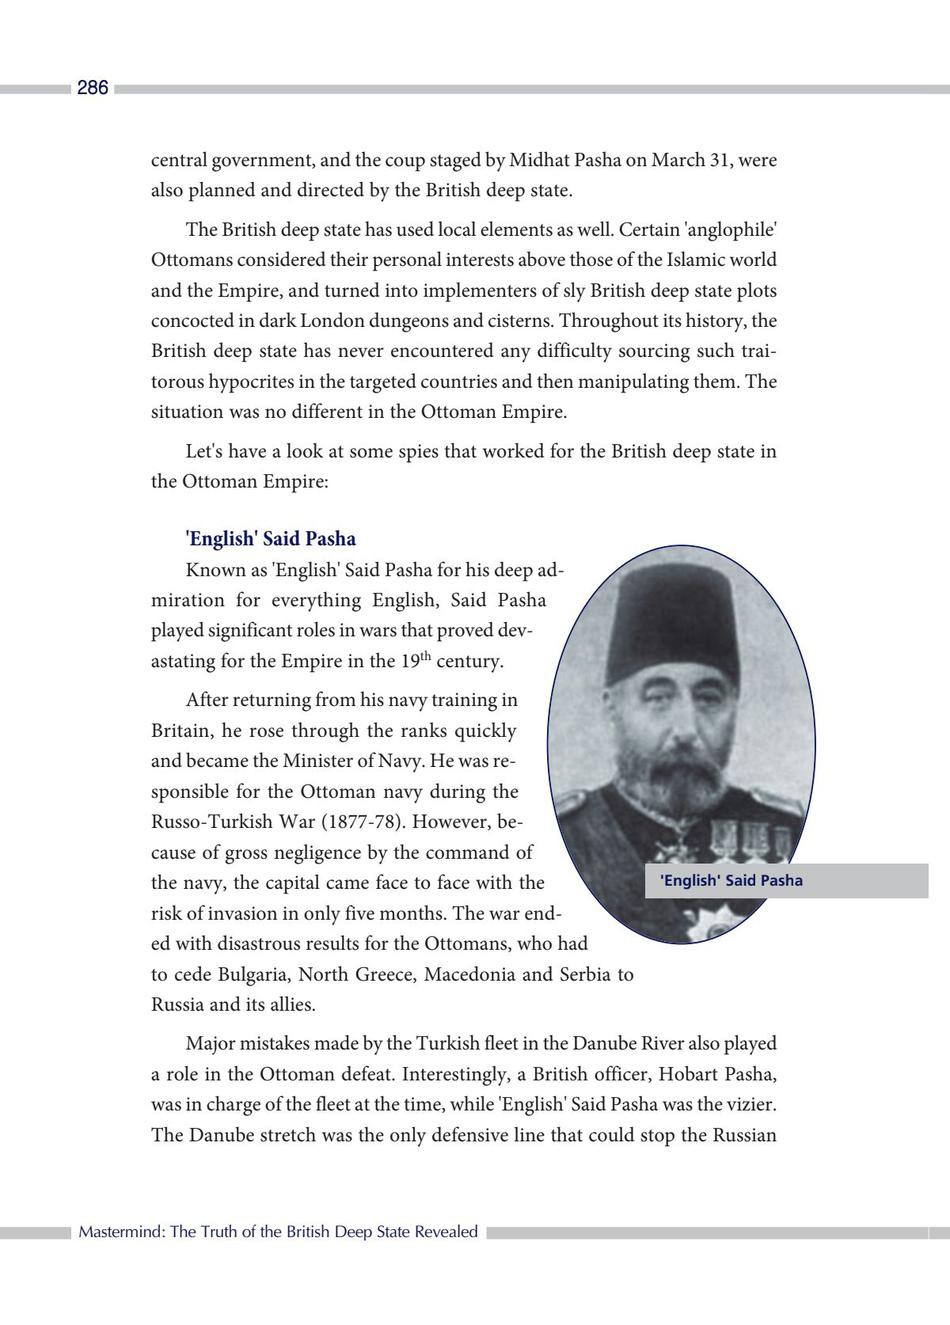 286
central government, and the coup staged by Midhat Pasha on March 31, were
also planned and directed by the British deep state.
The British deep state has used local elements as well. Certain 'anglophile'
Ottomans considered their personal interests above those of the Islamic world
and the Empire, and turned into implementers of sly British deep state plots
concocted in dark London dungeons and cisterns. Throughout its history, the
British deep state has never encountered any difficulty sourcing such trai-
torous hypocrites in the targeted countries and then manipulating them. The
situation was no different in the Ottoman Empire.
Let's have a look at some spies that worked for the British deep state in
the Ottoman Empire:
'English' Said Pasha
Known as 'English' Said Pasha for his deep ad-
miration for everything English, Said Pasha
played significant roles in wars that proved dev-
astating for the Empire in the 19th century.
After returning from his navy training in
Britain, he rose through the ranks quickly
and became the Minister of Navy. He was re-
sponsible for the Ottoman navy during the
Russo-Turkish War (1877-78). However, be-
cause of gross negligence by the command of
the navy, the capital came face to face with the
risk of invasion in only five months. The war end-
ed with disastrous results for the Ottomans, who had
to cede Bulgaria, North Greece, Macedonia and Serbia to
Russia and its allies.
'English' Said Pasha
Major mistakes made by the Turkish fleet in the Danube River also played
a role in the Ottoman defeat. Interestingly, a British officer, Hobart Pasha,
was in charge of the fleet at the time, while 'English' Said Pasha was the vizier.
The Danube stretch was the only defensive line that could stop the Russian
Mastermind: The Truth of the British Deep State Revealed